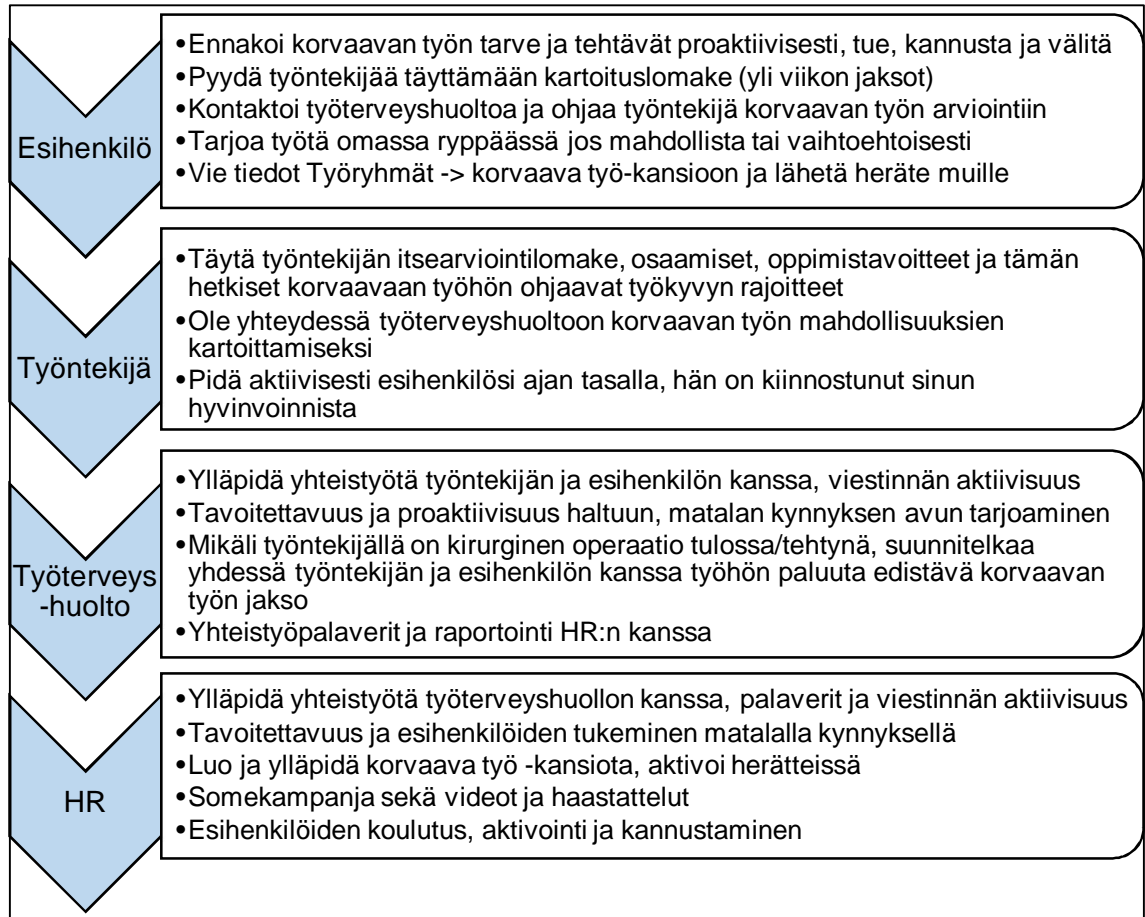 Esihenkilö
•Ennakoi korvaavan työn tarve ja tehtävät proaktiivisesti, tue, kannusta ja välitä
•Pyydä työntekijää täyttämään kartoituslomake (yli viikon jaksot)
•Kontaktoi työterveyshuoltoa ja ohjaa työntekijä korvaavan työn arviointiin
•Tarjoa työtä omassa ryppäässä jos mahdollista tai vaihtoehtoisesti
•Vie tiedot Työryhmät -> korvaava työ-kansioon ja lähetä heräte muille
Työntekijä
•Täytä työntekijän itsearviointilomake, osaamiset, oppimistavoitteet ja tämän
hetkiset korvaavaan työhön ohjaavat työkyvyn rajoitteet
•Ole yhteydessä työterveyshuoltoon korvaavan työn mahdollisuuksien
kartoittamiseksi
•Pidä aktiivisesti esihenkilösi ajan tasalla, hän on kiinnostunut sinun
hyvinvoinnista
Työterveys
-huolto
•Ylläpidä yhteistyötä työntekijän ja esihenkilön kanssa, viestinnän aktiivisuus
•Tavoitettavuus ja proaktiivisuus haltuun, matalan kynnyksen avun tarjoaminen
•Mikäli työntekijällä on kirurginen operaatio tulossa/tehtynä, suunnitelkaa
yhdessä työntekijän ja esihenkilön kanssa työhön paluuta edistävä korvaavan
työn jakso
•Yhteistyöpalaverit ja raportointi HR:n kanssa
HR
•Ylläpidä yhteistyötä työterveyshuollon kanssa, palaverit ja viestinnän aktiivisuus
•Tavoitettavuus ja esihenkilöiden tukeminen matalalla kynnyksellä
•Luo ja ylläpidä korvaava työ -kansiota, aktivoi herätteissä
•Somekampanja sekä videot ja haastattelut
•Esihenkilöiden koulutus, aktivointi ja kannustaminen